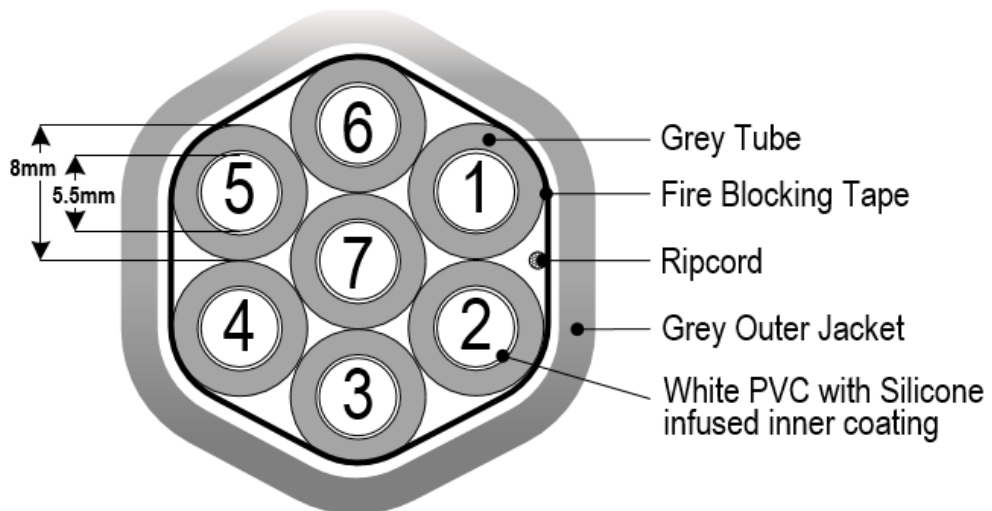 6
5
1
7
4
2
3
8mm
5.5mm
Grey Tube
Fire Blocking Tape
Ripcord
Grey Outer Jacket
White PVC with Silicone
infused inner coating